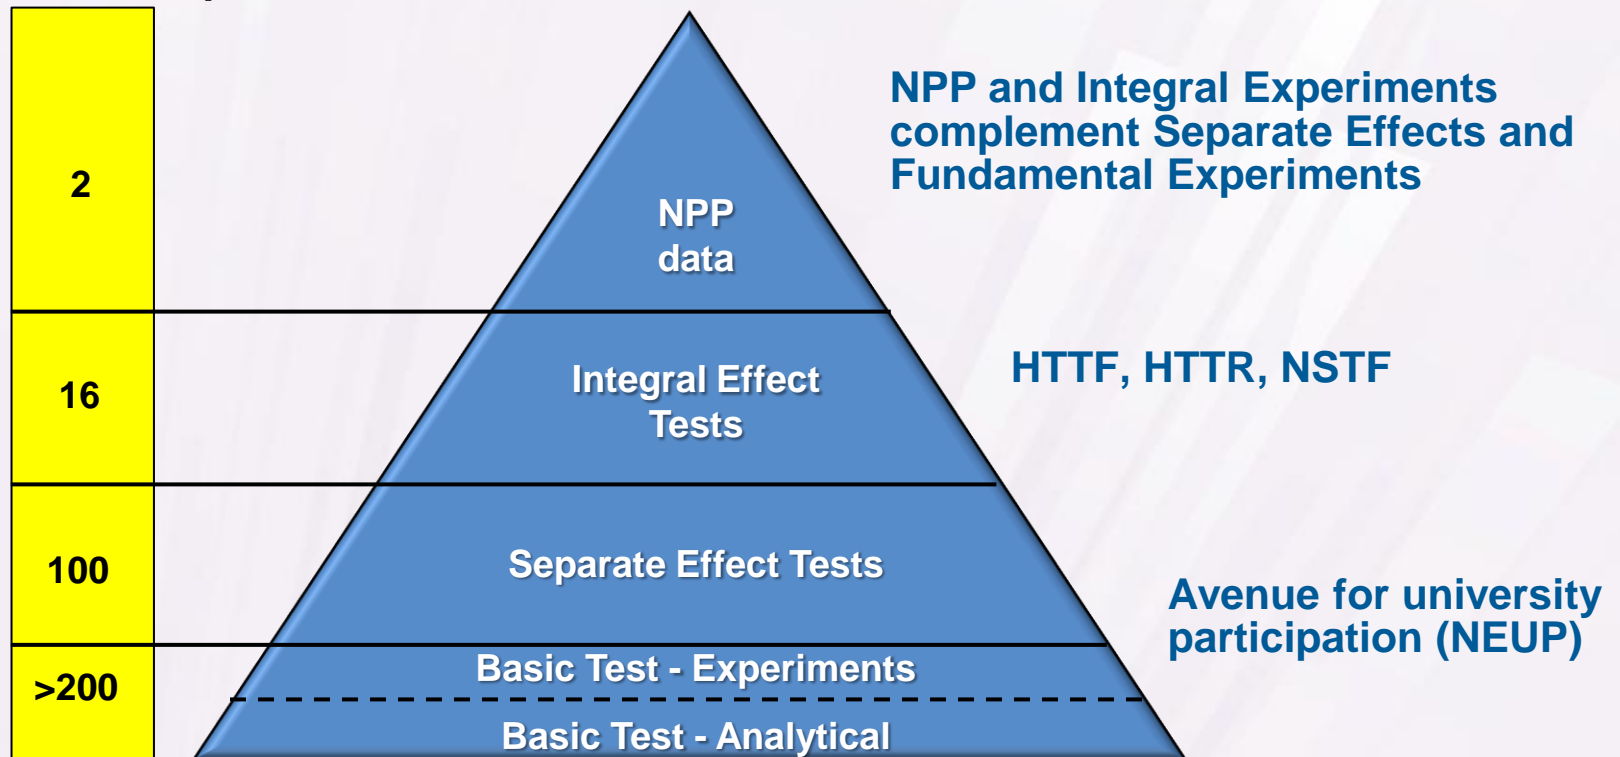 2
NPP
data
NPP and Integral Experiments
complement Separate Effects and
Fundamental Experiments
16
Integral Effect
Tests
HTTF, HTTR, NSTF
100
Separate Effect Tests
Avenue for university
participation (NEUP)
>200
Basic Test - Experiments
Basic Test - Analytical